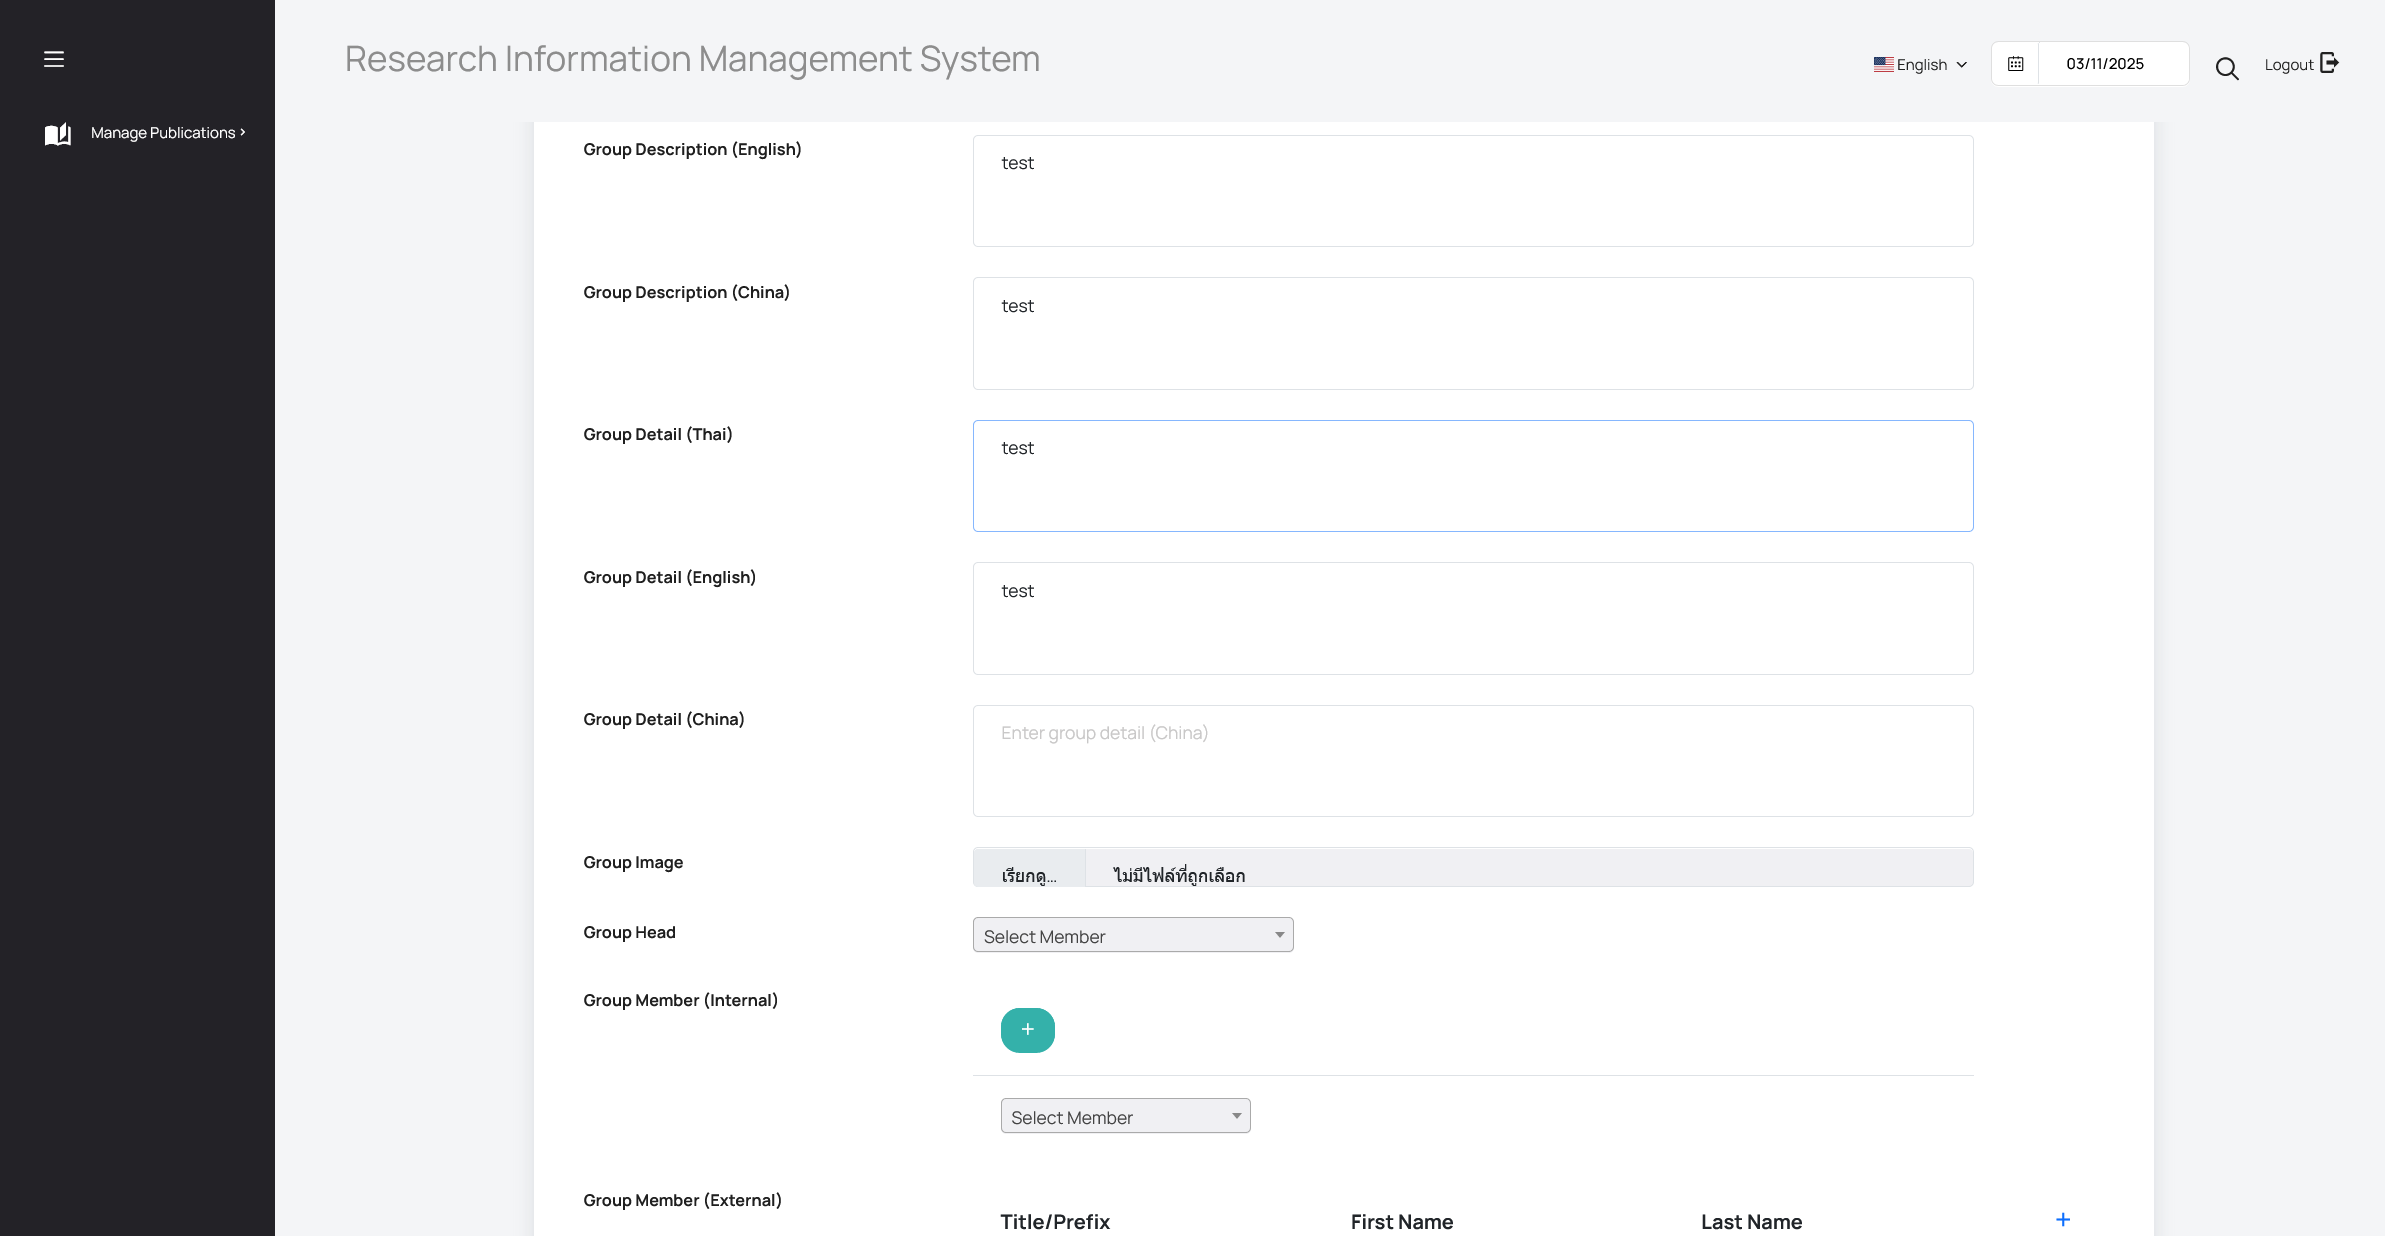 Research Information Management System
English
03/11/2025
Logout
Manage Publications
Group Description (English)
test
Group Description (China)
test
Group Detail (Thai)
test
Group Detail (English)
test
Group Detail (China)
Enter group detail (China)
Group Image
เรียกดู... ไม่มีไฟล์ที่ถูกเลือก
Group Head
Select Member
Group Member (Internal)
+
Select Member
Group Member (External)
Title/Prefix First Name Last Name +